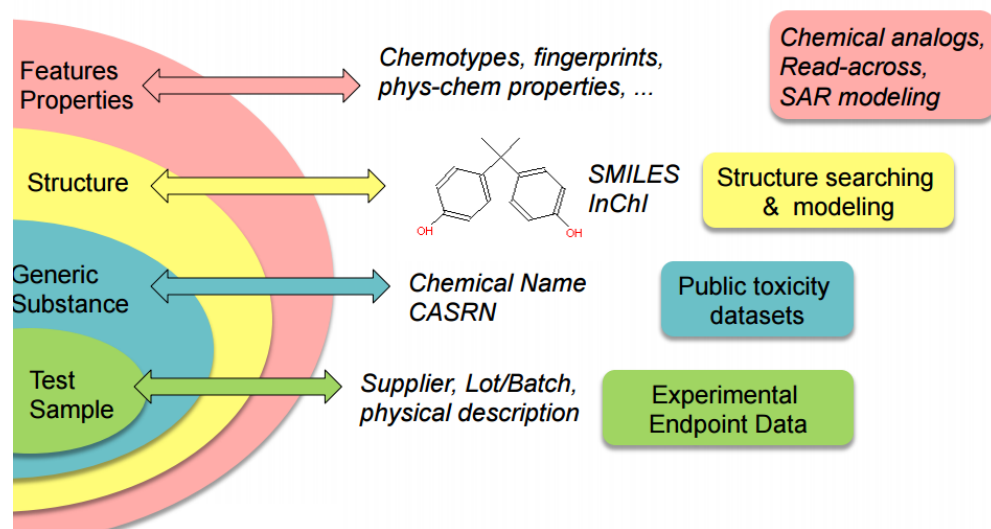 Features
Properties
Chemotypes, fingerprints,
phys-chem properties, ...
Chemical analogs,
Read-across,
SAR modeling
Structure
OH
OH
SMILES
InChI
Structure searching
& modeling
Generic
Substance
Chemical Name
CASRN
Public toxicity
datasets
Test
Sample
Supplier, Lot/Batch,
physical description
Experimental
Endpoint Data